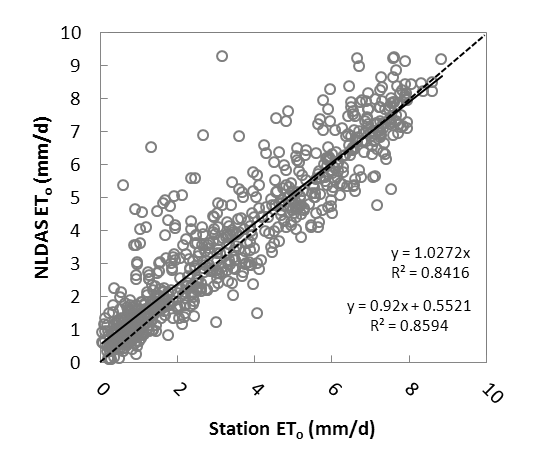 10
9
8
7
6
5
4
3
2
1
0
NLDAS ETo (mm/d)
y = 1.0272x
R² = 0.8416
y = 0.92x + 0.5521
R² = 0.8594
0 2 4 6 8 10
Station ETo (mm/d)